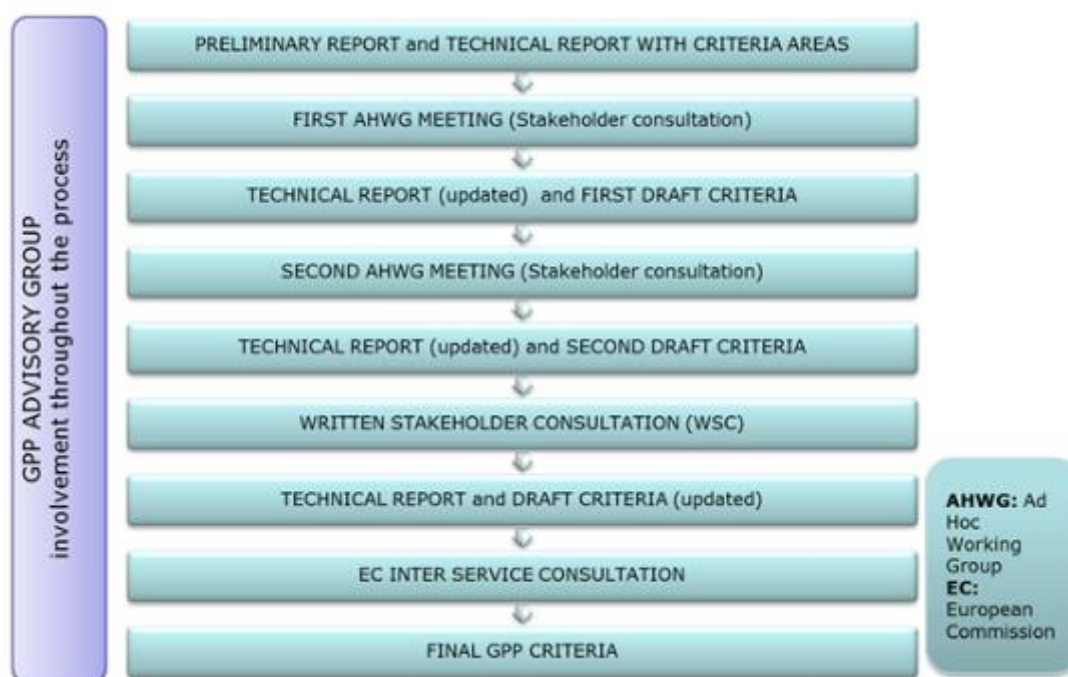 GPP ADVISORY GROUP
involvement throughout the process
PRELIMINARY REPORT and TECHNICAL REPORT WITH CRITERIA AREAS
FIRST AHWG MEETING (Stakeholder consultation)
TECHNICAL REPORT (updated) and FIRST DRAFT CRITERIA
SECOND AHWG MEETING (Stakeholder consultation)
TECHNICAL REPORT (updated) and SECOND DRAFT CRITERIA
WRITTEN STAKEHOLDER CONSULTATION (WSC)
TECHNICAL REPORT and DRAFT CRITERIA (updated)
EC INTER SERVICE CONSULTATION
FINAL GPP CRITERIA
AHWG: Ad
Hoc
Working
Group
EC:
European
Commission